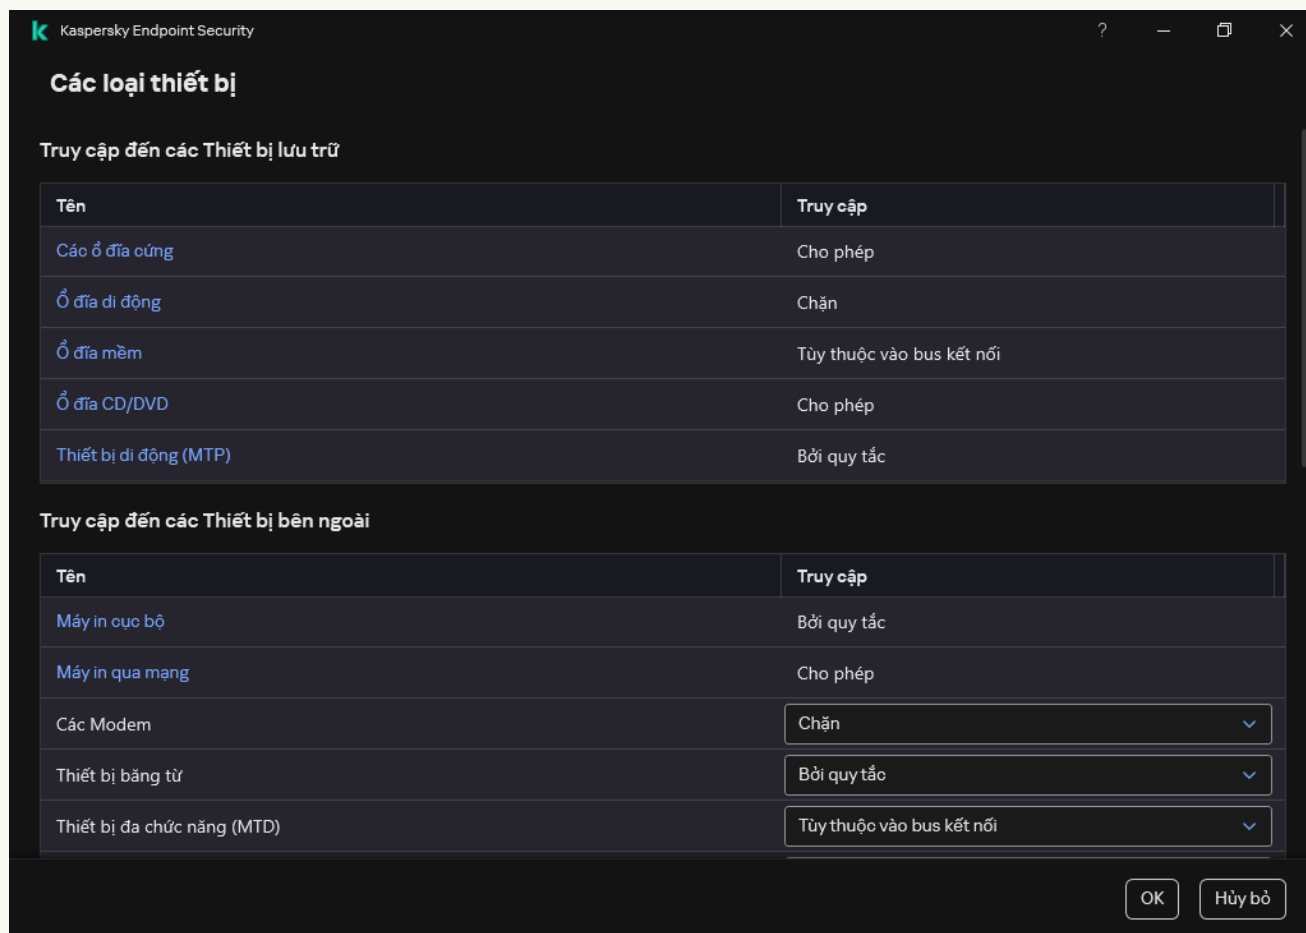 Kaspersky Endpoint Security
Các loại thiết bị
Truy cập đến các Thiết bị lưu trữ
Tên Truy cập
Các ổ đĩa cứng Cho phép
Ổ đĩa di động Chặn
Ổ đĩa mềm Tùy thuộc vào bus kết nối
Ổ đĩa CD/DVD Cho phép
Thiết bị di động (MTP) Bởi quy tắc
Truy cập đến các Thiết bị bên ngoài
Tên Truy cập
Máy in cục bộ Bởi quy tắc
Máy in qua mạng Cho phép
Các Modem Chặn
Thiết bị băng từ Bởi quy tắc
Thiết bị đa chức năng (MTD) Tùy thuộc vào bus kết nối
OK Hủy bỏ